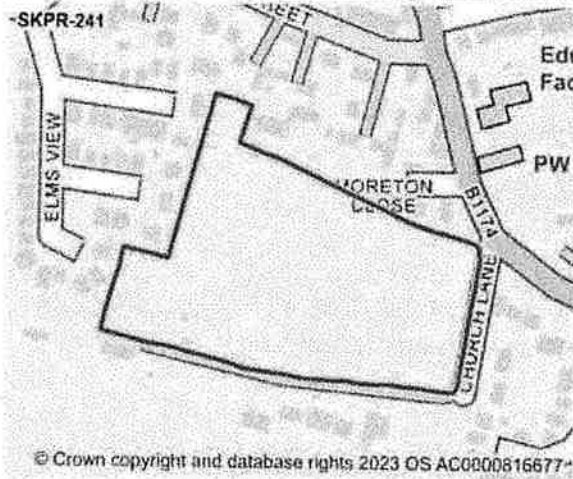 SKPR-241
REET
Edu
Fac
PW
ELMS VIEW
MORETON
CLOSE
B1174
CHURCH LANE
© Crown copyright and database rights 2023 OS AC0000816677